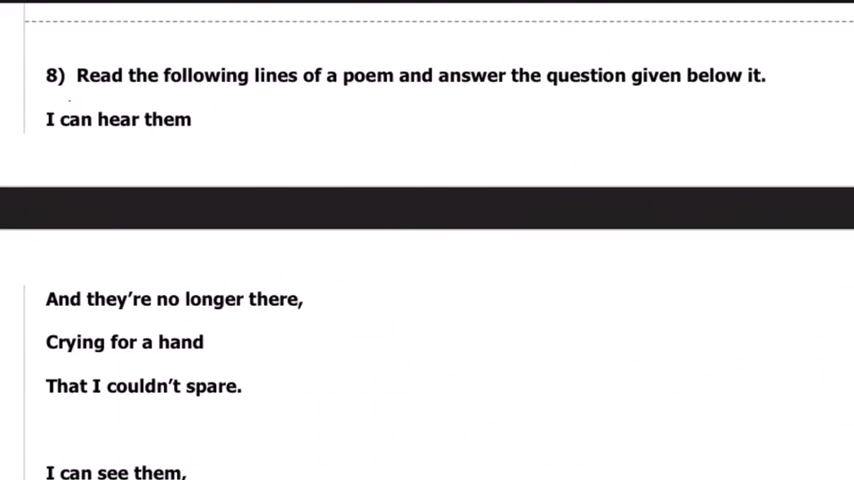 8) Read the following lines of a poem and answer the question given below it.
I can hear them
And they’re no longer there,
Crying for a hand
That I couldn’t spare.
I can see them,